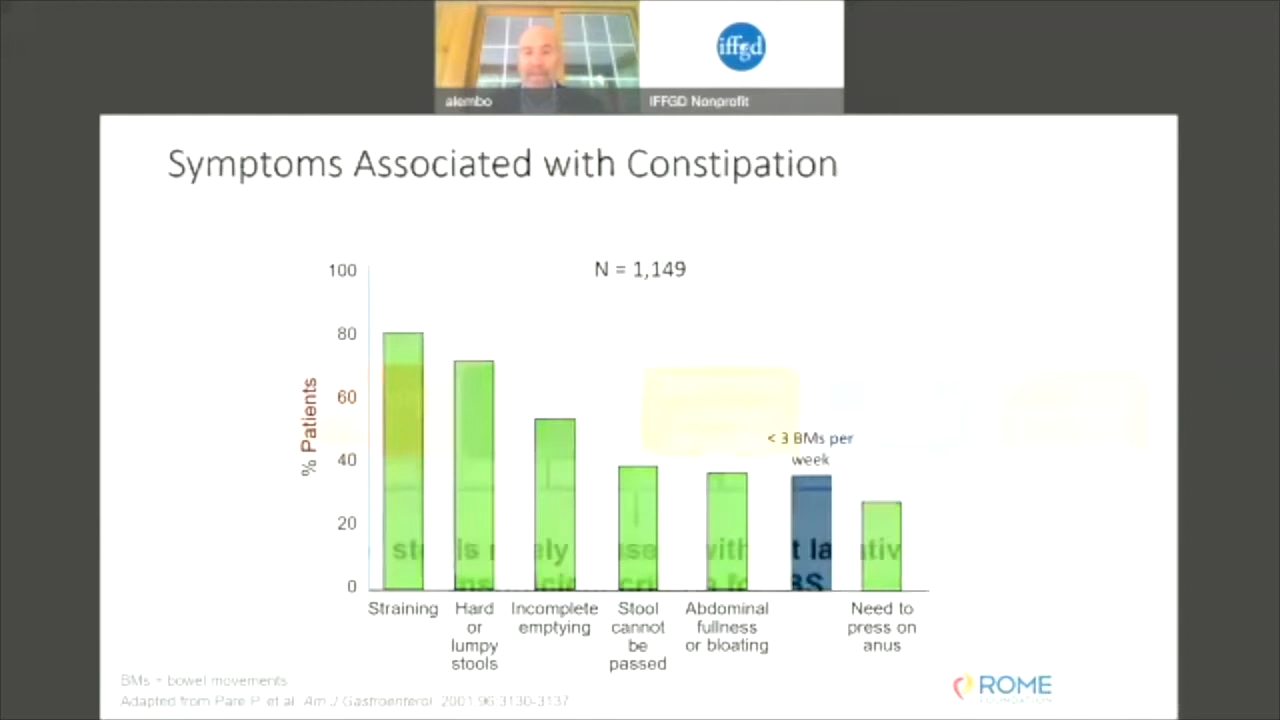 iffgd
alembo
IFFGD Nonprofit
Symptoms Associated with Constipation
N = 1,149
% Patients
100
80
60
40
20
0
< 3 BMs per
week
Straining
Hard
or
lumpy
stools
Incomplete
emptying
Stool
cannot
be
passed
Abdominal
fullness
or bloating
Need to
press on
anus
BMs = bowel movements
Adapted from Pare P, et al. Am J Gastroenterol. 2001;96:3130-3137
ROME
FOUNDATION